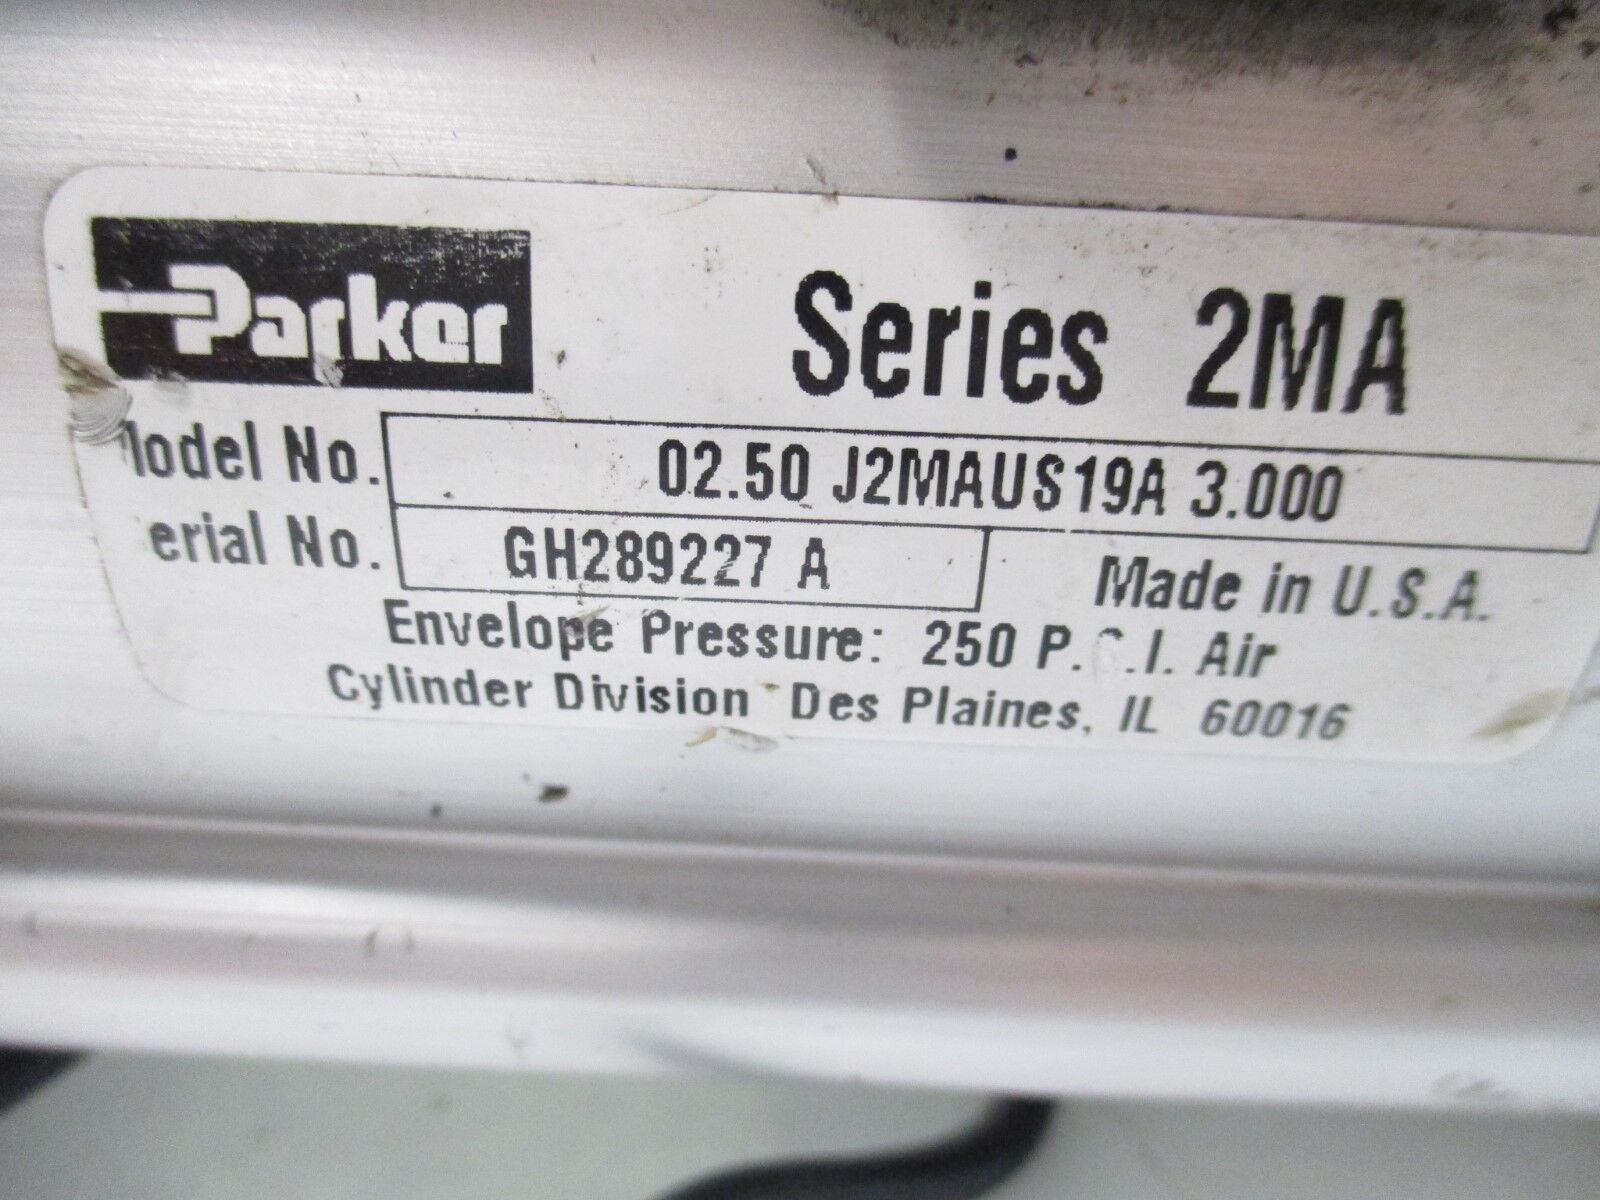 Parker
Series 2MA
Model No. 02.50 J2MAUS19A 3.000
erial No. GH289227 A
Made in U.S.A.
Envelope Pressure: 250 P.S.I. Air
Cylinder Division Des Plaines, IL 60016